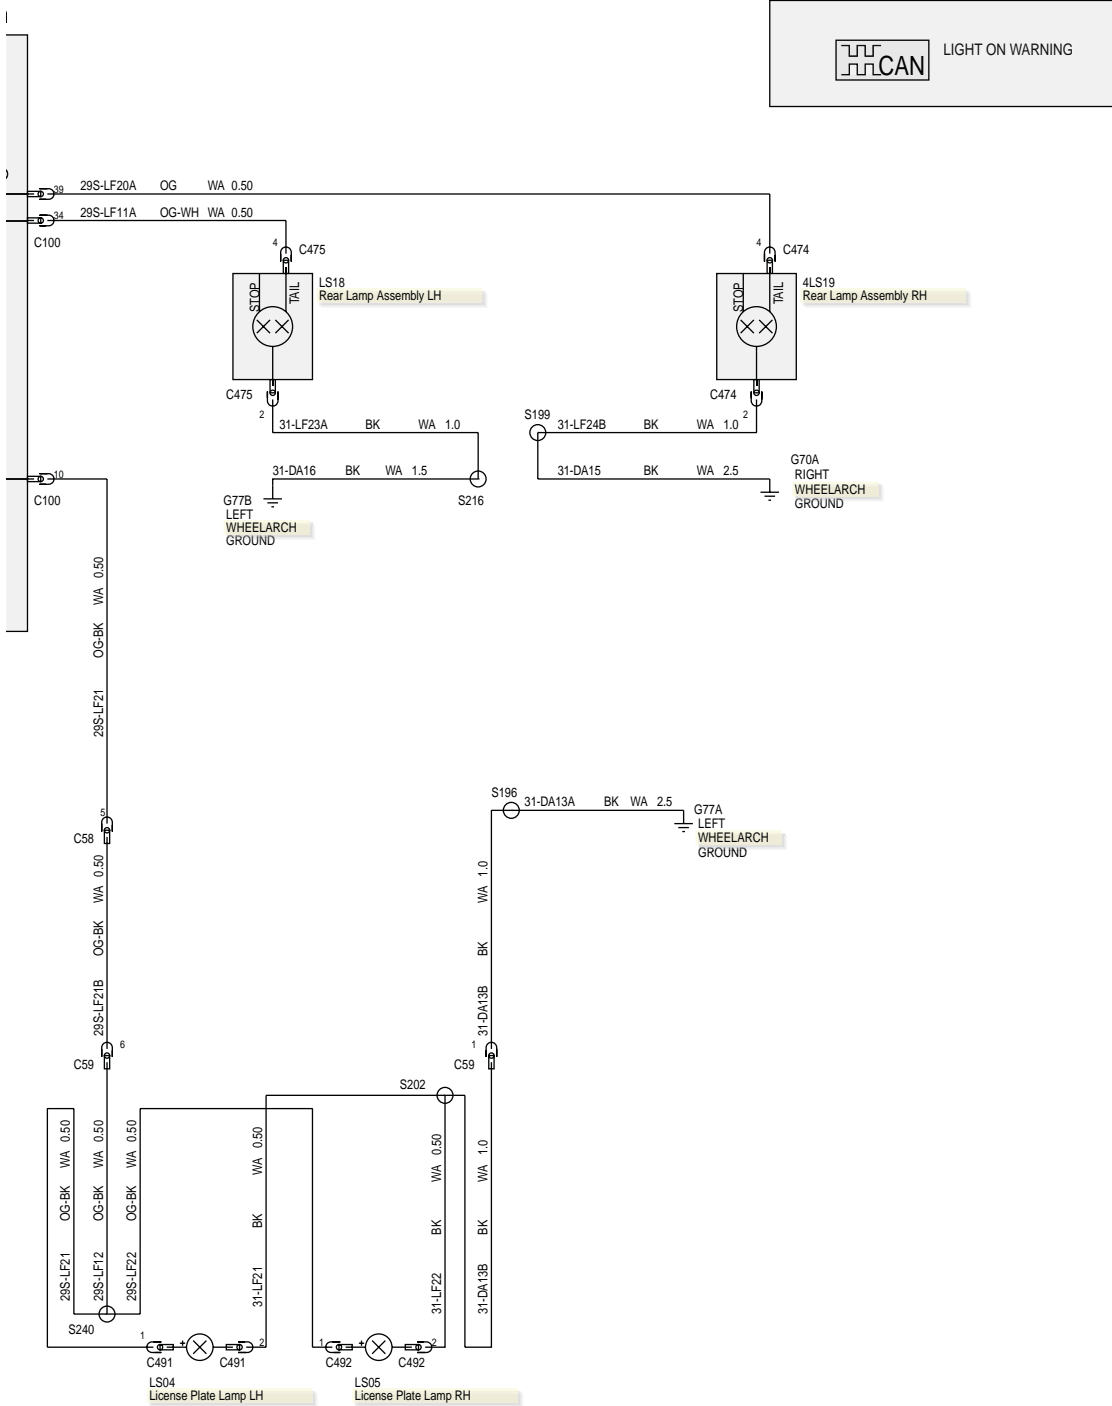 CAN LIGHT ON WARNING
39 29S-LF20A OG WA 0.50
34 29S-LF11A OG-WH WA 0.50
C100
4 C475
4 C474
LS18
Rear Lamp Assembly LH
STOP TAIL
4LS19
Rear Lamp Assembly RH
STOP TAIL
C475
2
C474
2
31-LF23A BK WA 1.0
S199
31-LF24B BK WA 1.0
31-DA16 BK WA 1.5
S216
31-DA15 BK WA 2.5
G77B
LEFT
WHEELARCH
GROUND
G70A
RIGHT
WHEELARCH
GROUND
10
C100
29S-LF21 OG-BK WA 0.50
5
C58
29S-LF21B OG-BK WA 0.50
6
C59
S196
31-DA13A BK WA 2.5
G77A
LEFT
WHEELARCH
GROUND
31-DA13B BK WA 1.0
1
C59
S202
29S-LF21 OG-BK WA 0.50
29S-LF12 OG-BK WA 0.50
29S-LF22 OG-BK WA 0.50
31-LF21 BK WA 0.50
31-LF22 BK WA 0.50
31-DA13B BK WA 1.0
S240
1 + 2
C491 C491
1 + 2
C492 C492
LS04
License Plate Lamp LH
LS05
License Plate Lamp RH